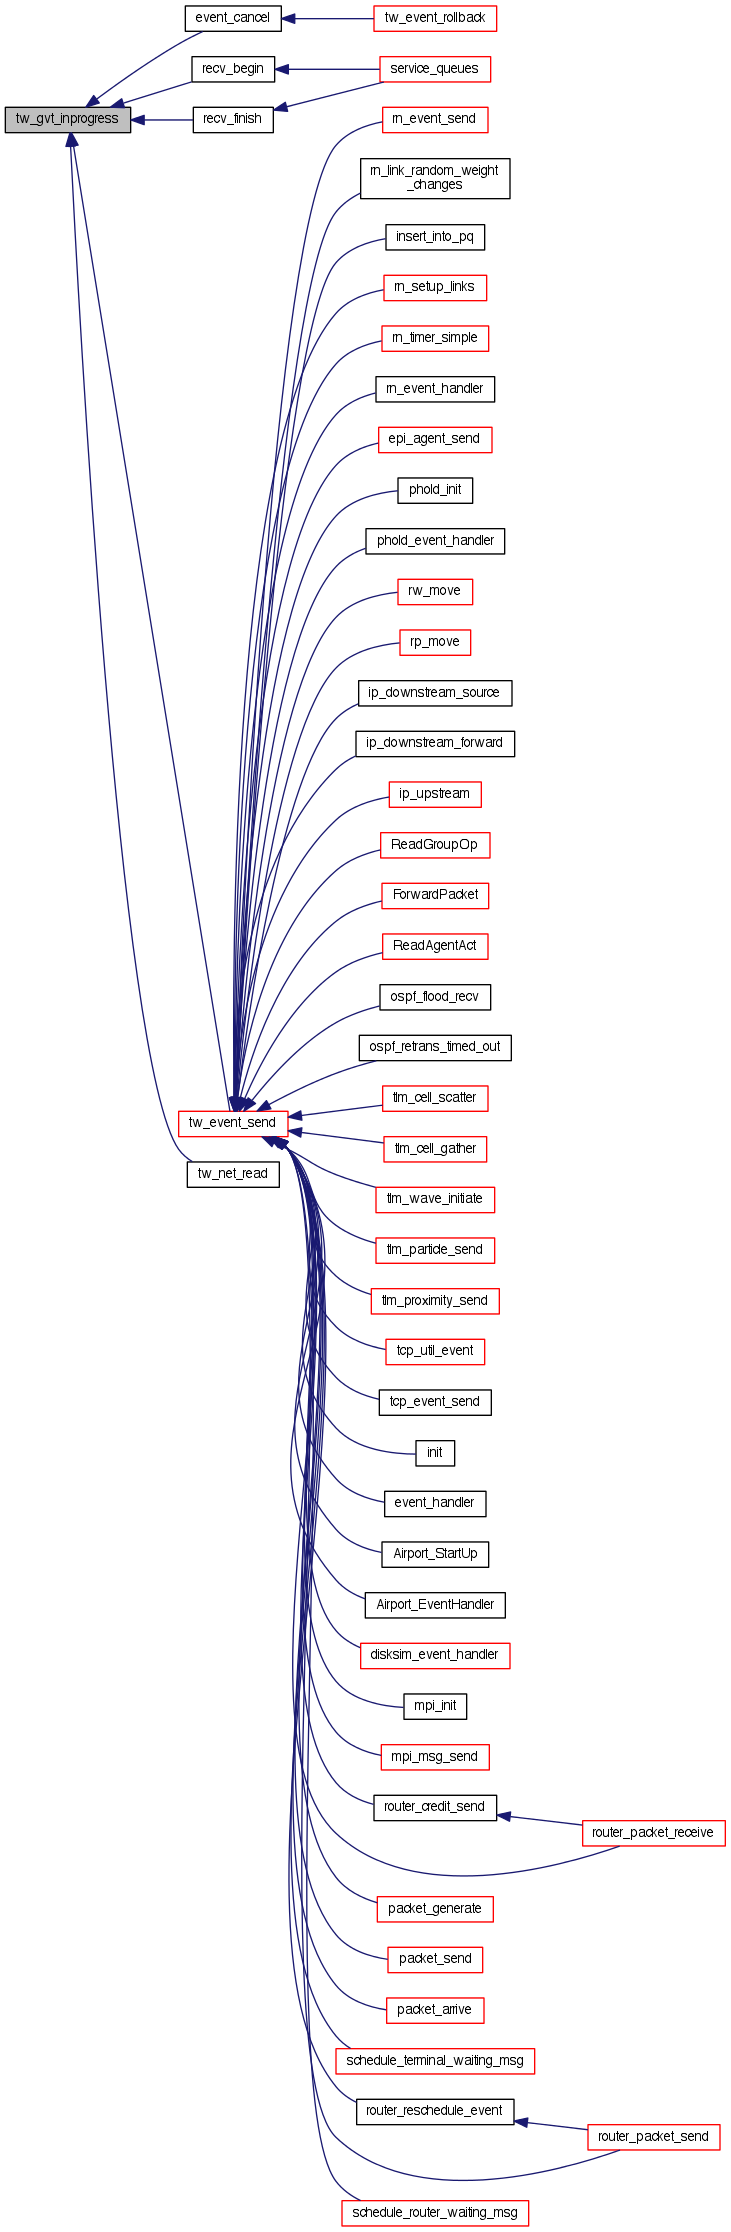 event_cancel
tw_event_rollback
recv_begin
service_queues
tw_gvt_inprogress
recv_finish
rn_event_send
rn_link_random_weight
_changes
insert_into_pq
rn_setup_links
rn_timer_simple
rn_event_handler
epi_agent_send
phold_init
phold_event_handler
rw_move
rp_move
ip_downstream_source
ip_downstream_forward
ip_upstream
ReadGroupOp
ForwardPacket
ReadAgentAct
ospf_flood_recv
ospf_retrans_timed_out
tlm_cell_scatter
tw_event_send
tlm_cell_gather
tw_net_read
tlm_wave_initiate
tlm_particle_send
tlm_proximity_send
tcp_util_event
tcp_event_send
init
event_handler
Airport_StartUp
Airport_EventHandler
disksim_event_handler
mpi_init
mpi_msg_send
router_credit_send
router_packet_receive
packet_generate
packet_send
packet_arrive
schedule_terminal_waiting_msg
router_reschedule_event
router_packet_send
schedule_router_waiting_msg